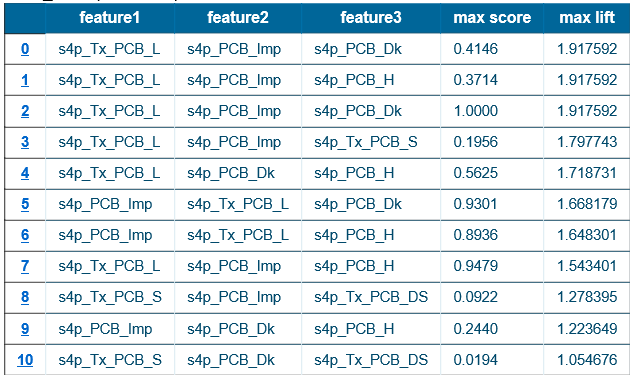 feature1 feature2 feature3 max score max lift
0 s4p_Tx_PCB_L s4p_PCB_Imp s4p_PCB_Dk 0.4146 1.917592
1 s4p_Tx_PCB_L s4p_PCB_Imp s4p_PCB_H 0.3714 1.917592
2 s4p_Tx_PCB_L s4p_PCB_Imp s4p_PCB_Dk 1.0000 1.917592
3 s4p_Tx_PCB_L s4p_PCB_Imp s4p_Tx_PCB_S 0.1956 1.797743
4 s4p_Tx_PCB_L s4p_PCB_Dk s4p_PCB_H 0.5625 1.718731
5 s4p_PCB_Imp s4p_Tx_PCB_L s4p_PCB_Dk 0.9301 1.668179
6 s4p_PCB_Imp s4p_Tx_PCB_L s4p_PCB_H 0.8936 1.648301
7 s4p_Tx_PCB_L s4p_PCB_Imp s4p_PCB_H 0.9479 1.543401
8 s4p_Tx_PCB_S s4p_PCB_Imp s4p_Tx_PCB_DS 0.0922 1.278395
9 s4p_PCB_Imp s4p_PCB_Dk s4p_PCB_H 0.2440 1.223649
10 s4p_Tx_PCB_S s4p_PCB_Dk s4p_Tx_PCB_DS 0.0194 1.054676